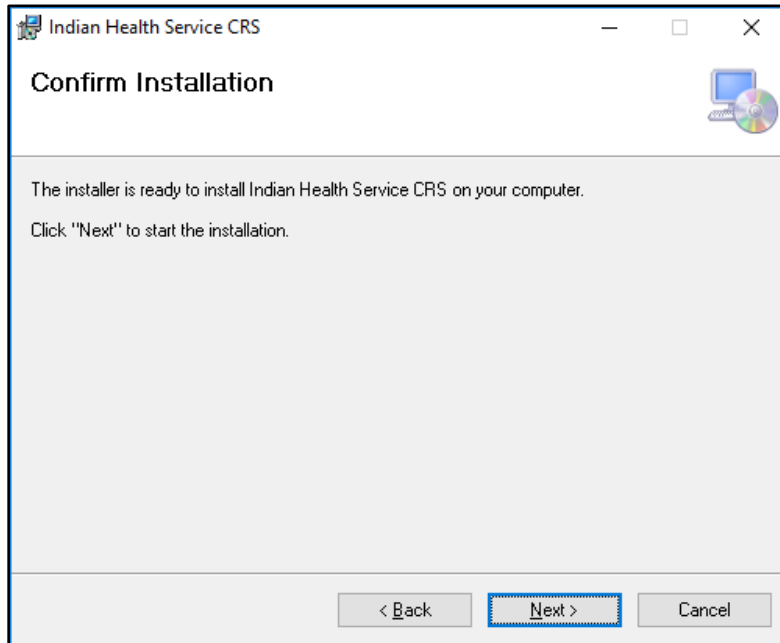 Indian Health Service CRS
Confirm Installation
The installer is ready to install Indian Health Service CRS on your computer.
Click "Next" to start the installation.
< Back
Next >
Cancel